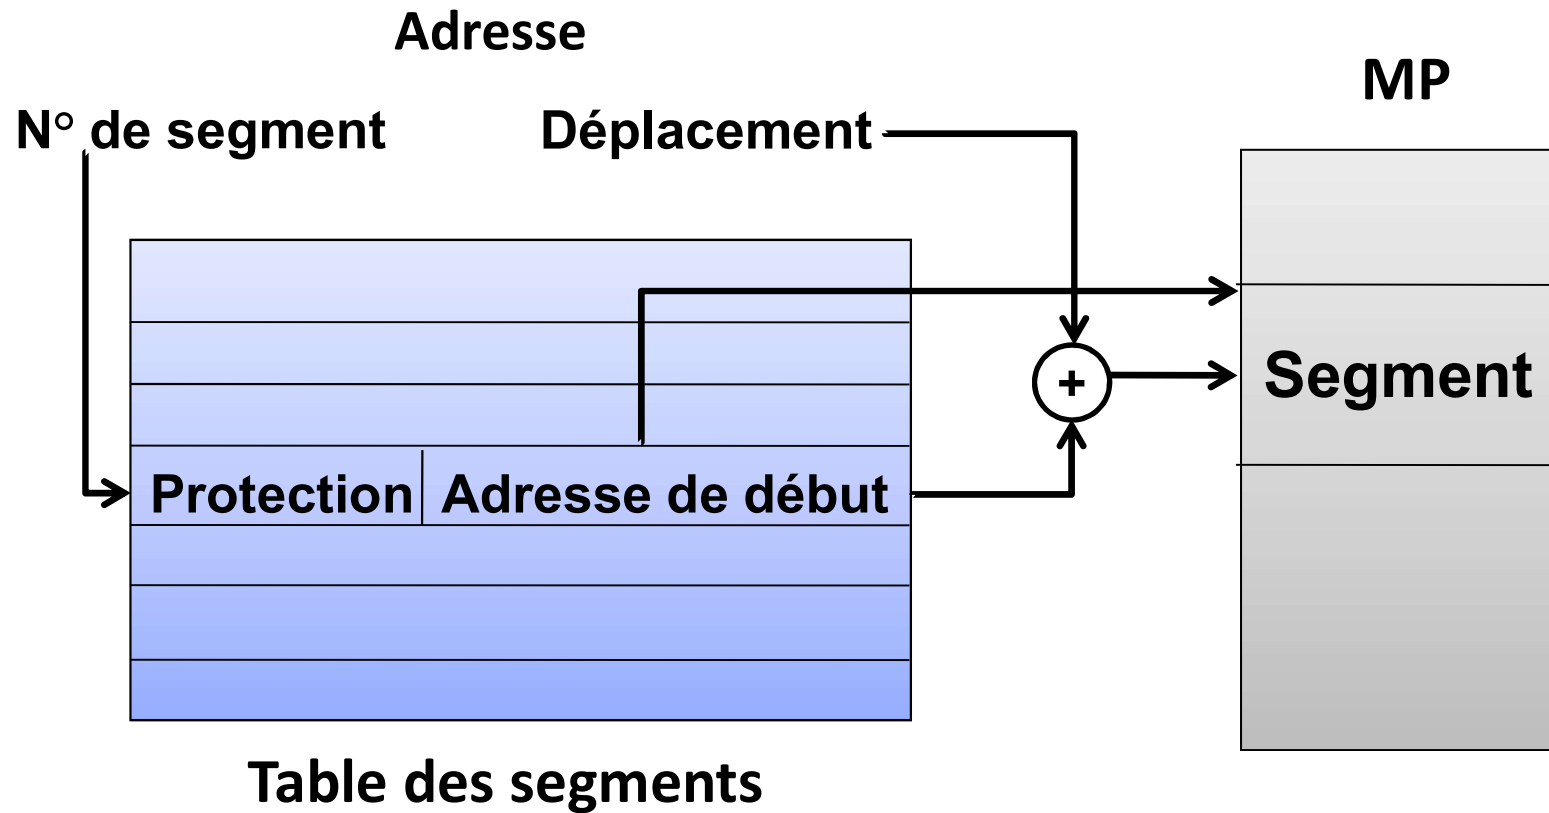 Adresse
MP
N° de segment
Déplacement
+
Segment
Protection
Adresse de début
Table des segments